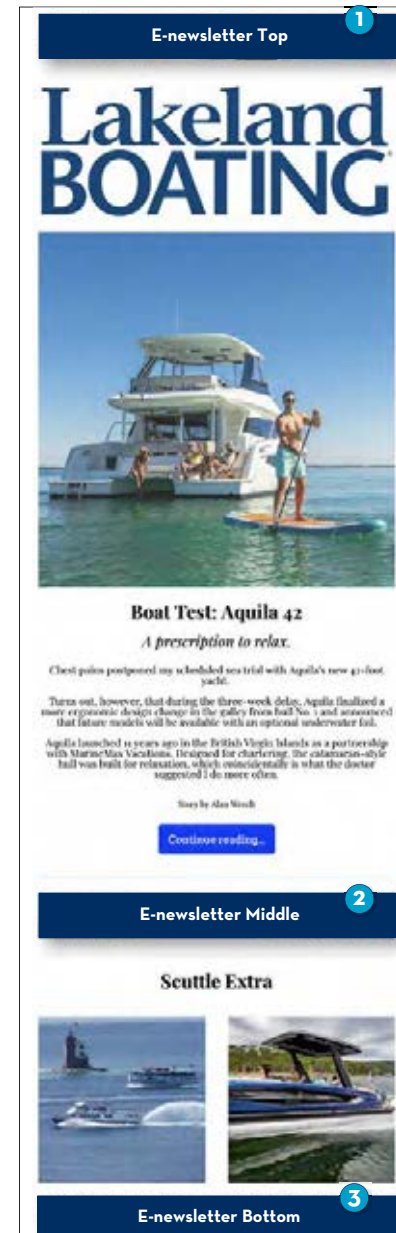 1
E-newsletter Top
Lakeland
BOATING
Boat Test: Aquila 42
A prescription to relax.
Chest pains postponed my scheduled sea trial with Aquila's new 42-foot
yacht.
Turns out, however, that during the three-week delay, Aquila finalized a
more ergonomic design change in the galley from hull No. 1 and announced
that future models will be available with an optional underwater foil.
Aquila launched 11 years ago in the British Virgin Islands as a partnership
with MarineMax Vacations. Designed for chartering, the catamaran-style
hull was built for relaxation, which coincidentally is what the doctor
suggested I do more often.
Story by Alan Wendt
Continue reading...
2
E-newsletter Middle
Scuttle Extra
3
E-newsletter Bottom